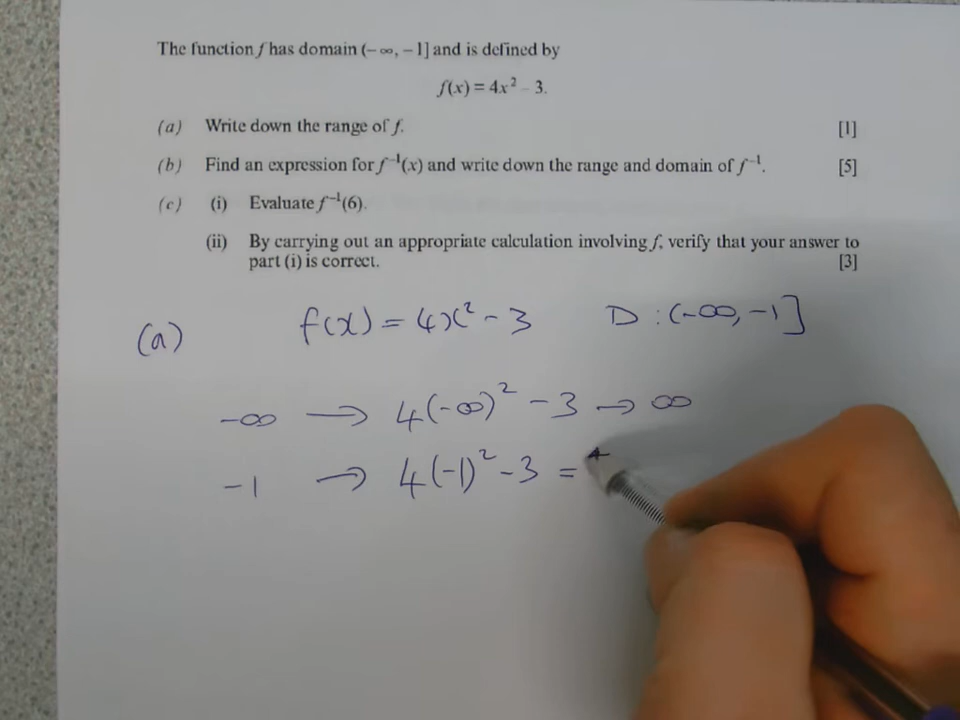 The function f has domain (– ∞, – 1] and is defined by
f(x) = 4x² – 3.
(a) Write down the range of f. [1]
(b) Find an expression for f⁻¹(x) and write down the range and domain of f⁻¹. [5]
(c) (i) Evaluate f⁻¹(6).
(ii) By carrying out an appropriate calculation involving f, verify that your answer to
part (i) is correct. [3]
(a) f(x) = 4x² – 3 D : (-∞, -1]
-∞ → 4(-∞)² – 3 → ∞
-1 → 4(-1)² – 3 =